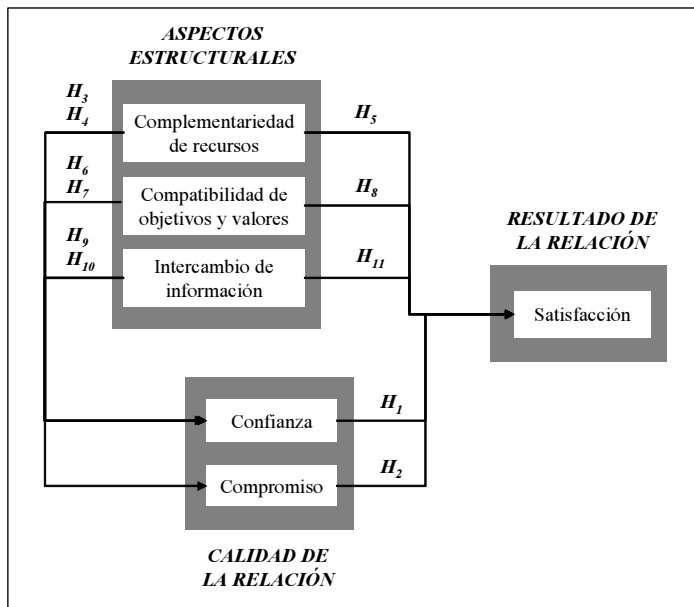 ASPECTOS
ESTRUCTURALES
H3
H4
Complementariedad
de recursos
H5
H6
H7
Compatibilidad de
objetivos y valores
H8
H9
H10
Intercambio de
información
H11
RESULTADO DE
LA RELACIÓN
Satisfacción
Confianza
H1
Compromiso
H2
CALIDAD DE
LA RELACIÓN